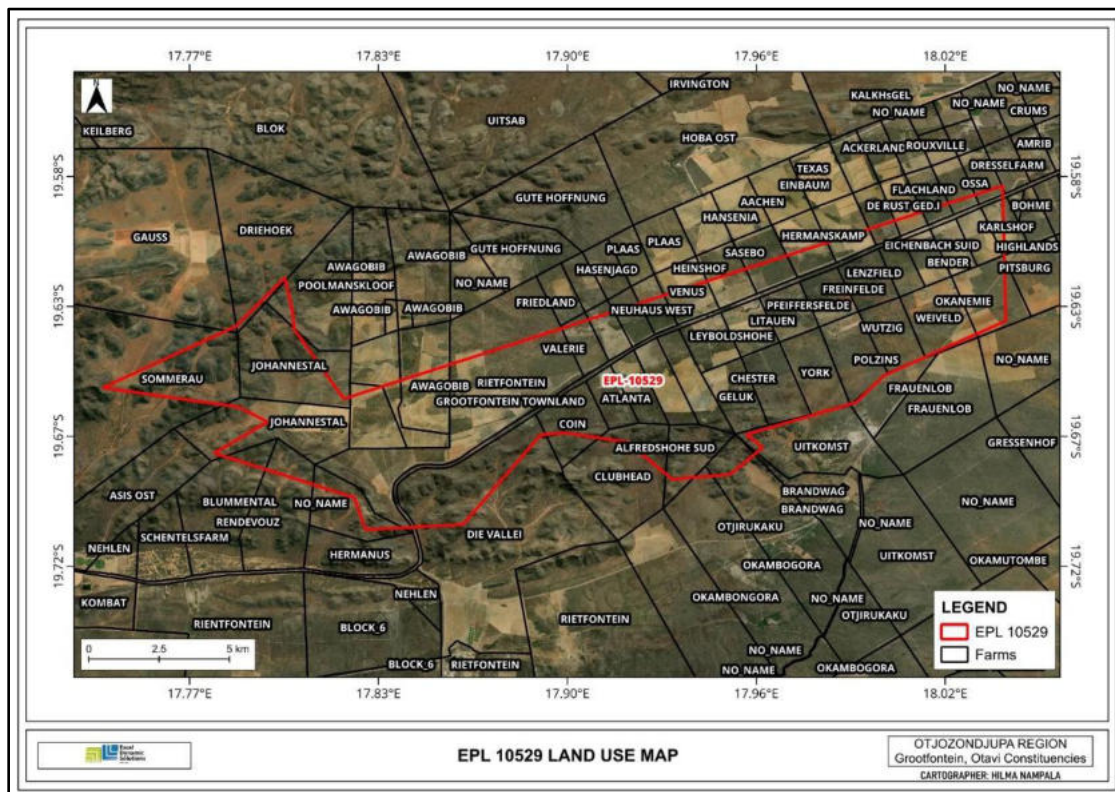 17.77°E 17.83°E 17.90°E 17.96°E 18.02°E
N
IRVINGTON
NO_NAME
KALKHsGEL
NO_NAME
NO_NAME
CRUMS
UITSAB
BLOK
KEILBERG
HOBA OST
ACKERLAND
ROUXVILLE
AMRIB
TEXAS
DRESSELFARM
19.58°S
19.58°S
EINBAUM
FLACHLAND
OSSA
GUTE HOFFNUNG
AACHEN
DE RUST GED.I
BOHME
HANSENIA
KARLSHOF
GAUSS
DRIEHOEK
HERMANSKAMP
PLAAS
PLAAS
EICHENBACH SUID
HIGHLANDS
GUTE HOFFNUNG
AWAGOBIB
SASEBO
BENDER
AWAGOBIB
HASENJAGD
HEINSHOF
LENZFIELD
PITSBURG
POOLMANSKLOOF
NO_NAME
VENUS
FREINFELDE
FRIEDLAND
PFEIFFERSFELDE
OKANEMIE
19.63°S
AWAGOBIB
AWAGOBIB
NEUHAUS WEST
19.63°S
LITAUEN
WEIVELD
LEYBOLDSHOHE
WUTZIG
VALERIE
POLZINS
NO_NAME
JOHANNESTAL
YORK
SOMMERAU
EPL-10529
CHESTER
AWAGOBIB
RIETFONTEIN
FRAUENLOB
GROOTFONTEIN TOWNLAND
ATLANTA
GELUK
FRAUENLOB
JOHANNESTAL
COIN
19.67°S
19.67°S
GRESSENHOF
ALFREDSHOHE SUD
UITKOMST
CLUBHEAD
ASIS OST
BRANDWAG
BLUMMENTAL
NO_NAME
NO_NAME
BRANDWAG
RENDEVOUZ
NO_NAME
OTJIRUKAKU
SCHENTELSFARM
DIE VALLEI
NEHLEN
HERMANUS
UITKOMST
OKAMUTOMBE
19.72°S
OKAMBOGORA
19.72°S
NEHLEN
OKAMBONGORA
NO_NAME
KOMBAT
OTJIRUKAKU
RIENTFONTEIN
BLOCK_6
RIETFONTEIN
NO_NAME
BLOCK_6
RIETFONTEIN
NO_NAME
OKAMBOGORA
0 2.5 5 km
LEGEND
EPL 10529
Farms
17.77°E 17.83°E 17.90°E 17.96°E 18.02°E
Excel
Dynamic
Solutions
EPL 10529 LAND USE MAP
OTJOZONDJUPA REGION
Grootfontein, Otavi Constituencies
CARTOGRAPHER: HILMA NAMPALA